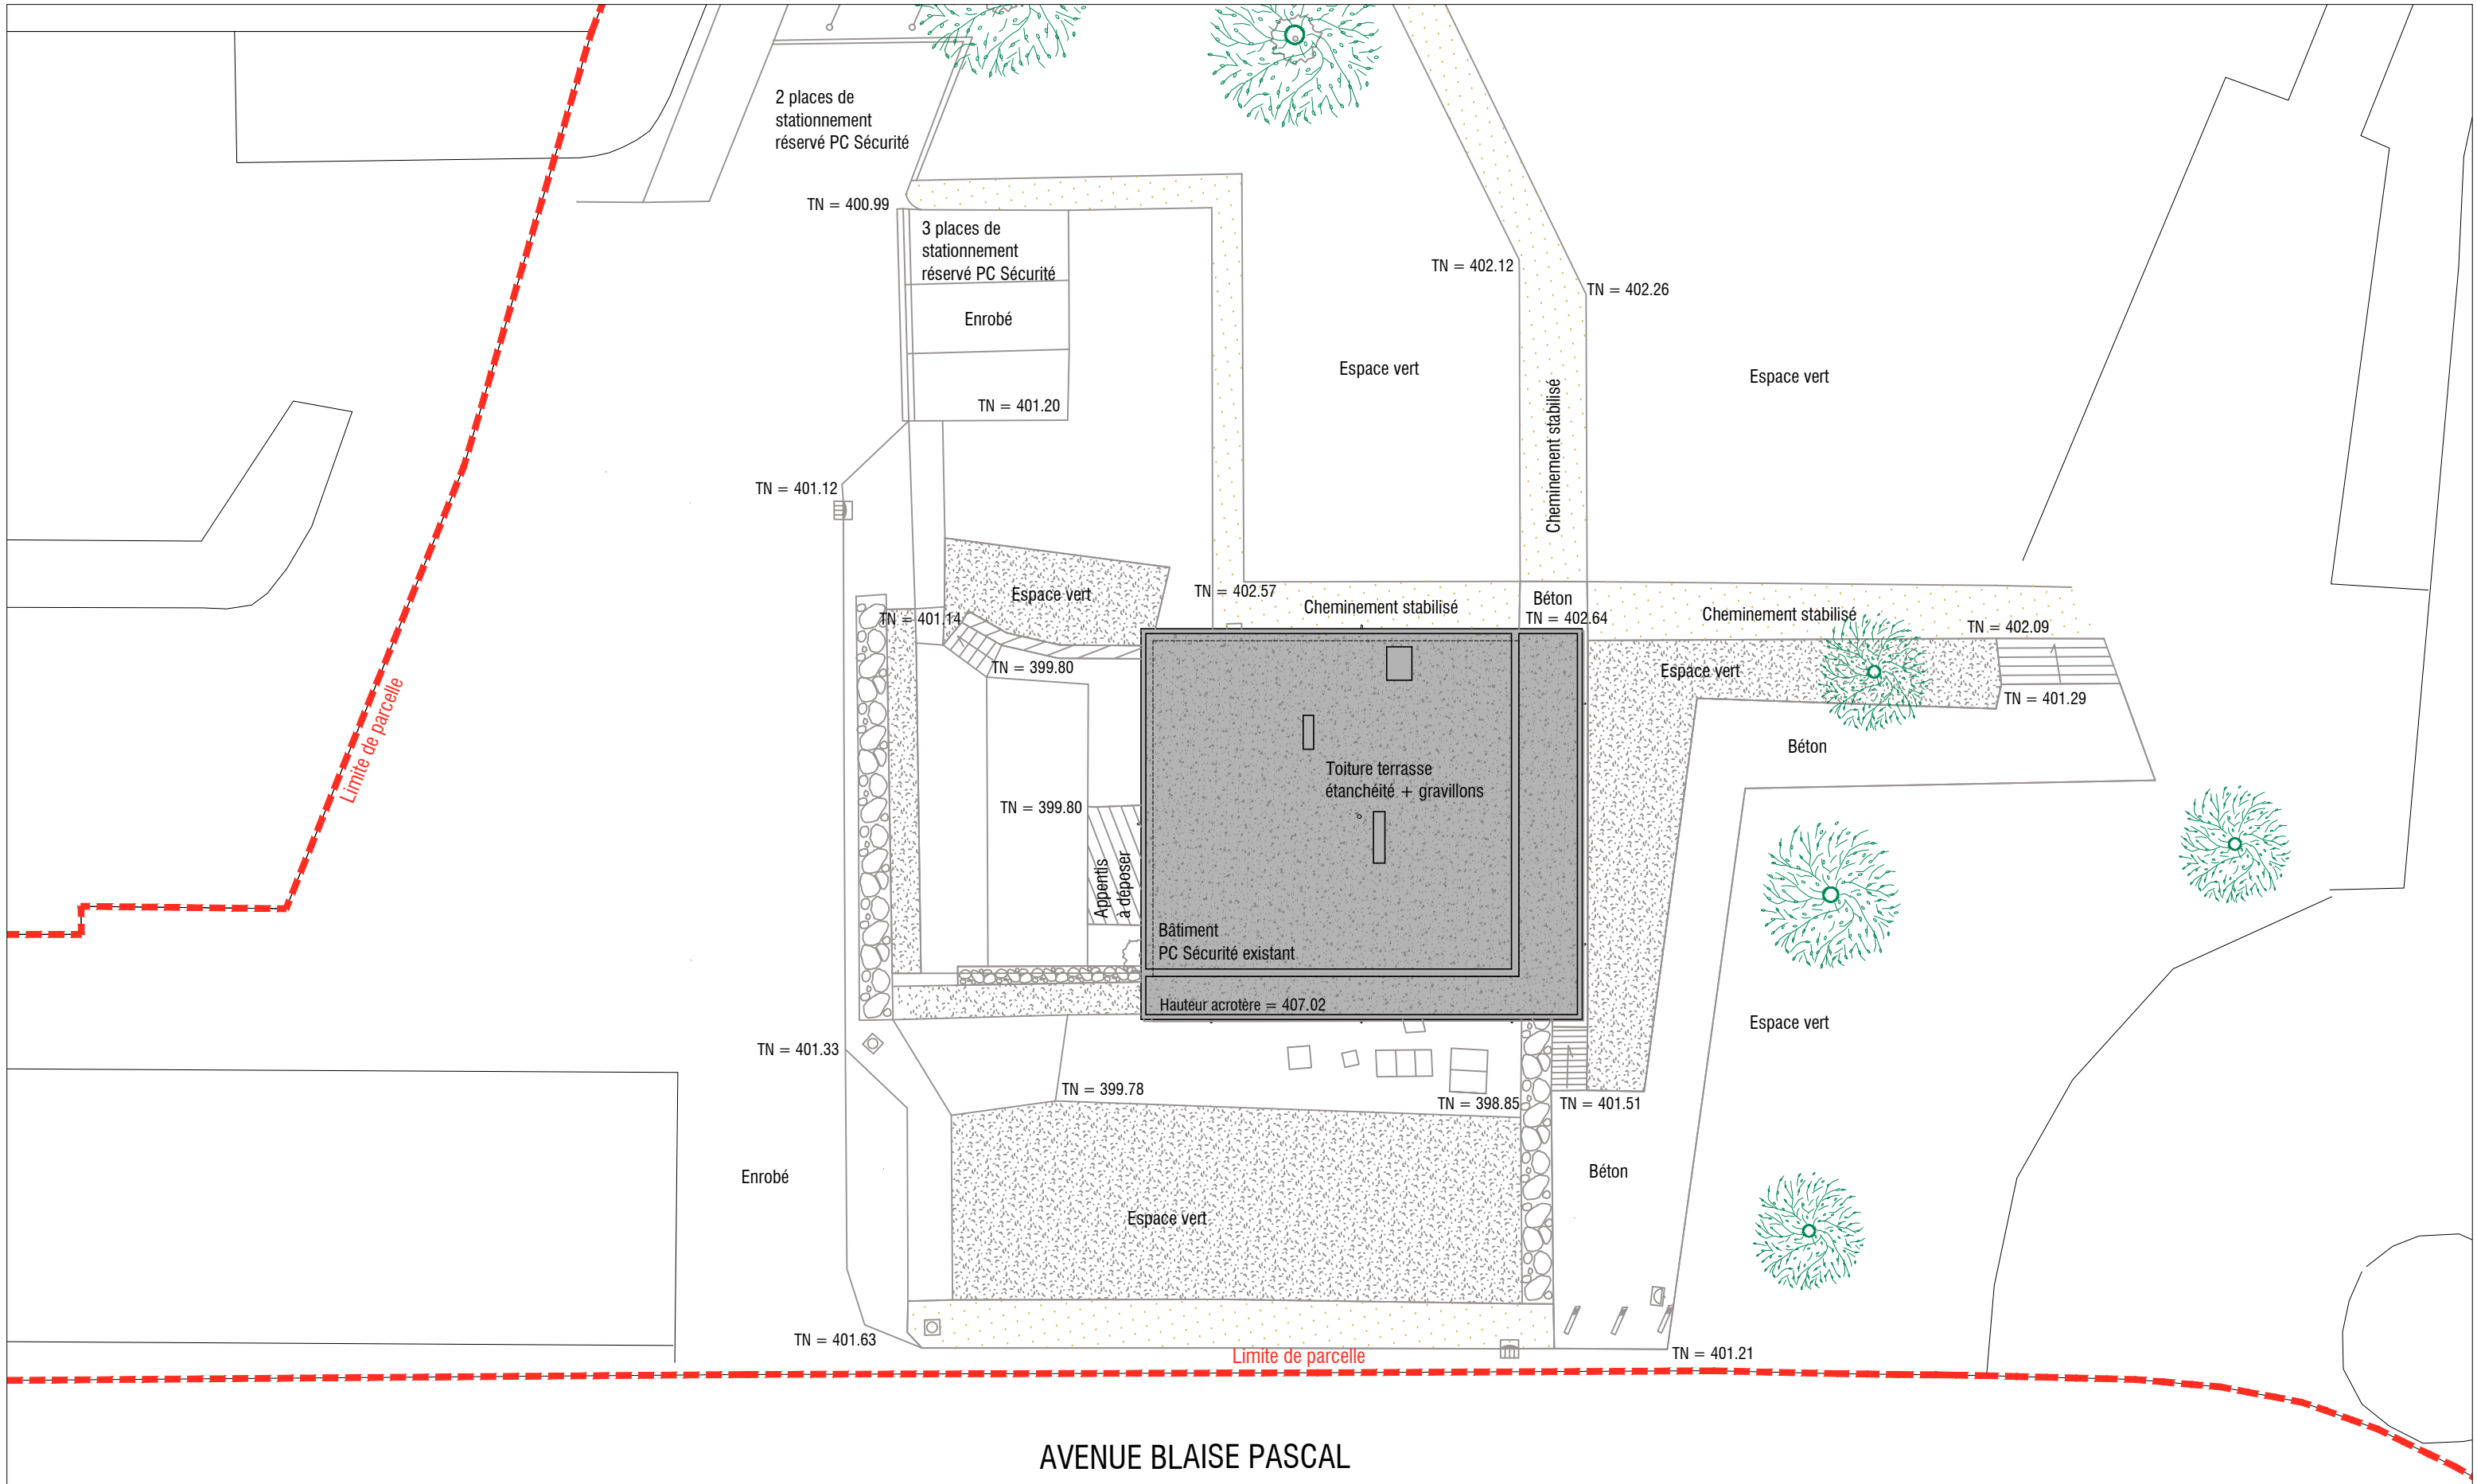 2 places de
stationnement
réservé PC Sécurité
TN = 400.99
3 places de
stationnement
réservé PC Sécurité
Enrobé
TN = 401.20
TN = 402.12
TN = 402.26
Espace vert
Espace vert
Cheminement stabilisé
TN = 401.12
Espace vert
TN = 401.14
TN = 402.57
Cheminement stabilisé
Béton
TN = 402.64
Cheminement stabilisé
TN = 402.09
TN = 399.80
Espace vert
TN = 401.29
Limite de parcelle
Béton
Toiture terrasse
étanchéité + gravillons
TN = 399.80
Appentis
à déposer
Bâtiment
PC Sécurité existant
Hauteur acrotère = 407.02
Espace vert
TN = 401.33
TN = 399.78
TN = 398.85
TN = 401.51
Enrobé
Béton
Espace vert
TN = 401.63
Limite de parcelle
TN = 401.21
AVENUE BLAISE PASCAL